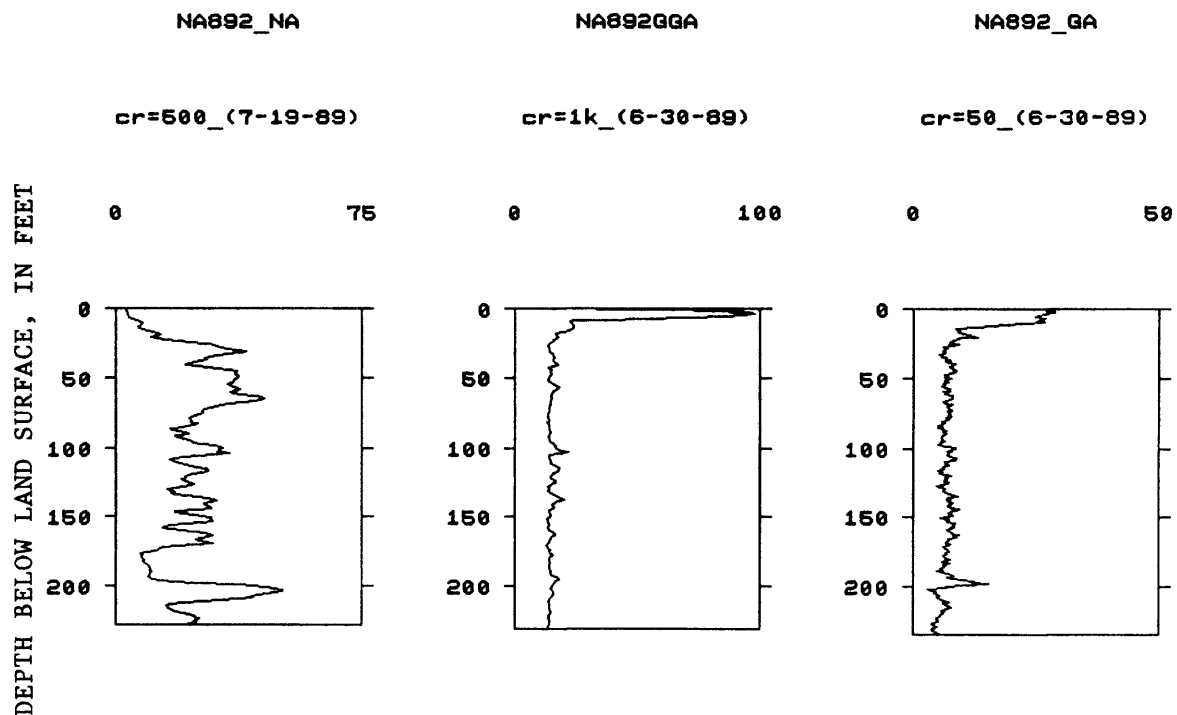 NA892_NA NA892GGA NA892_GA
cr=500_(7-19-89) cr=1k_(6-30-89) cr=50_(6-30-89)
0 75 0 100 0 50
DEPTH BELOW LAND SURFACE, IN FEET
0 0 0
50 50 50
100 100 100
150 150 150
200 200 200